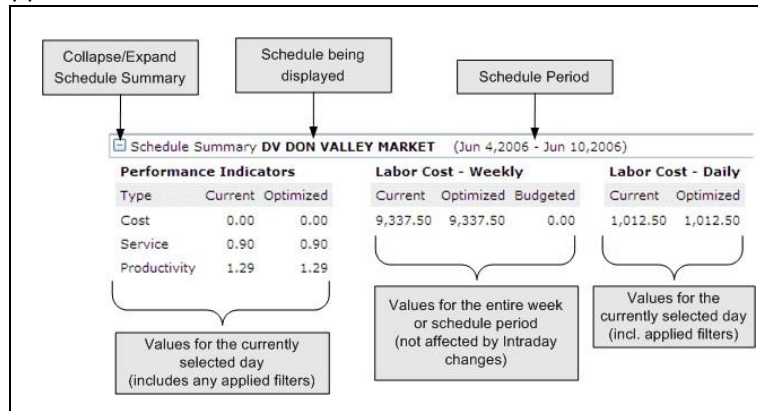 Collapse/Expand
Schedule Summary
Schedule being
displayed
Schedule Period
Schedule Summary DV DON VALLEY MARKET (Jun 4,2006 - Jun 10,2006)
Performance Indicators
Type Current Optimized
Cost 0.00 0.00
Service 0.90 0.90
Productivity 1.29 1.29
Labor Cost - Weekly
Current Optimized Budgeted
9,337.50 9,337.50 0.00
Labor Cost - Daily
Current Optimized
1,012.50 1,012.50
Values for the currently
selected day
(includes any applied filters)
Values for the entire week
or schedule period
(not affected by Intraday
changes)
Values for the
currently selected day
(incl. applied filters)